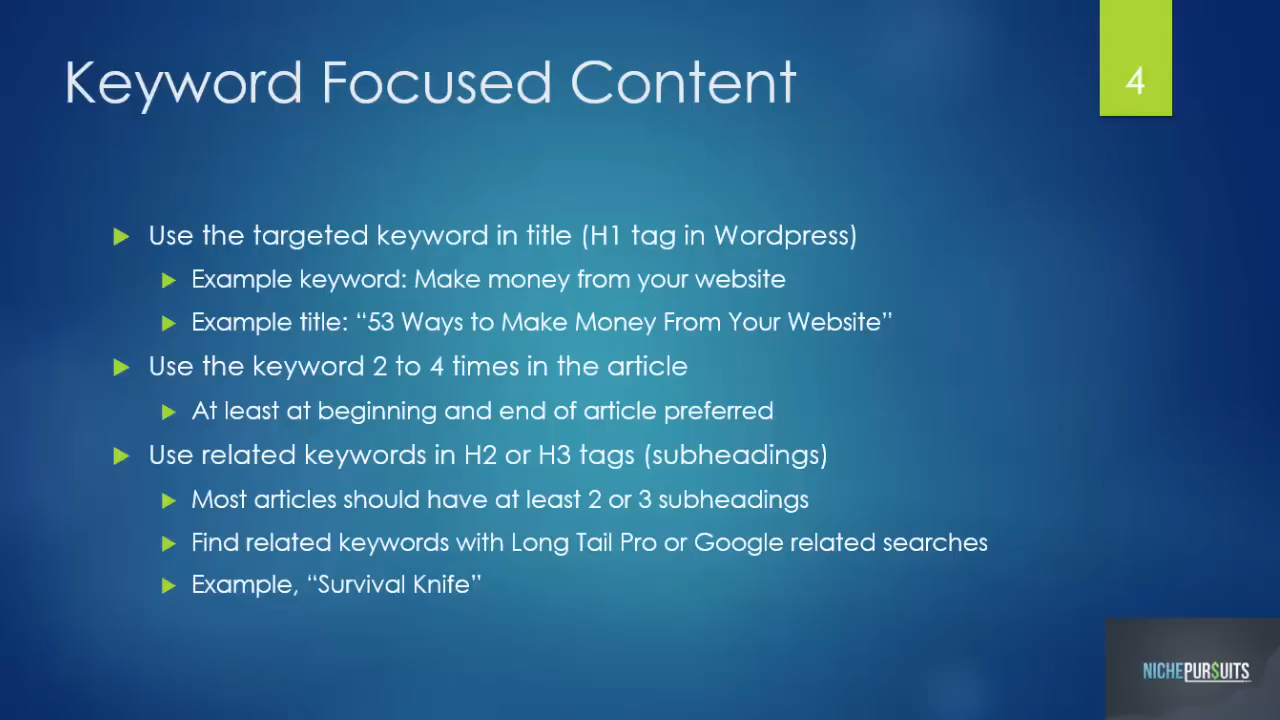 Keyword Focused Content
4
Use the targeted keyword in title (H1 tag in Wordpress)
Example keyword: Make money from your website
Example title: “53 Ways to Make Money From Your Website”
Use the keyword 2 to 4 times in the article
At least at beginning and end of article preferred
Use related keywords in H2 or H3 tags (subheadings)
Most articles should have at least 2 or 3 subheadings
Find related keywords with Long Tail Pro or Google related searches
Example, “Survival Knife”
NICHEPUR$UITS